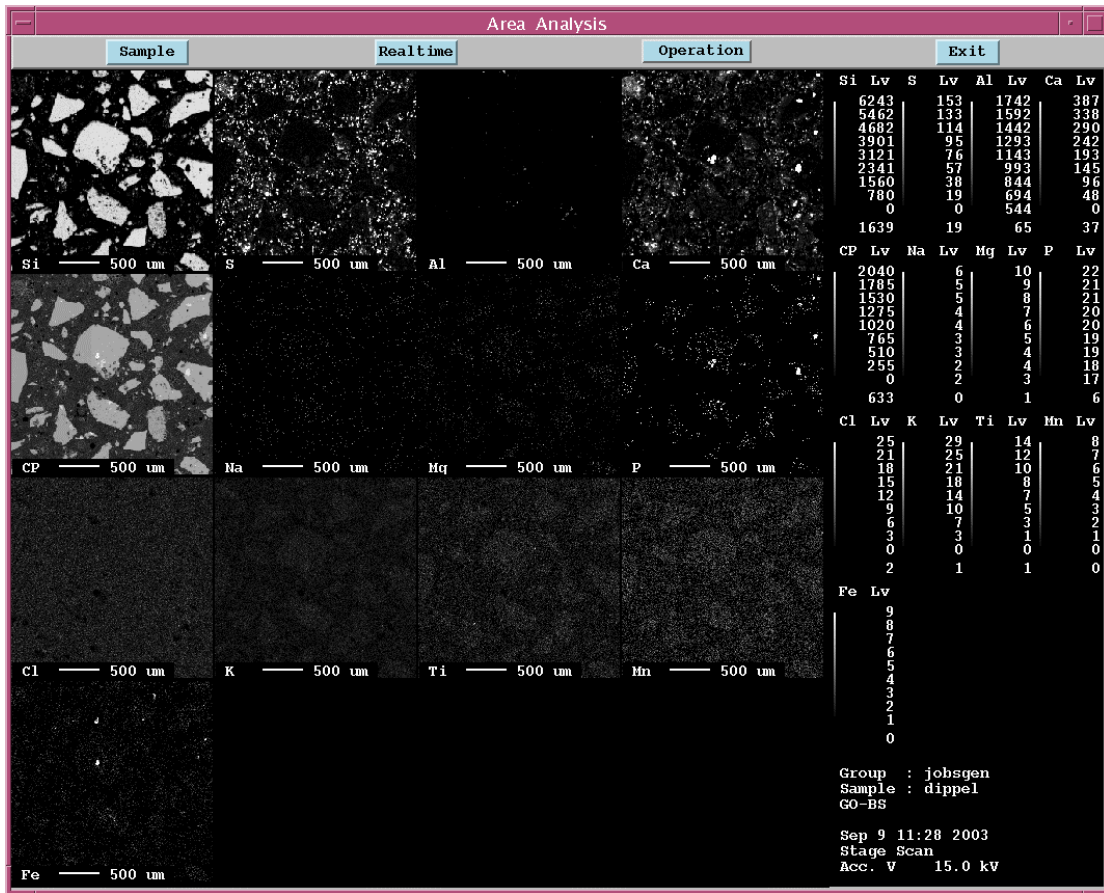 Area Analysis
Sample Realtime Operation Exit
Si 500 um S 500 um Al 500 um Ca 500 um
CP 500 um Na 500 um Mg 500 um P 500 um
Cl 500 um K 500 um Ti 500 um Mn 500 um
Fe 500 um
Si Lv S Lv Al Lv Ca Lv
6243 153 1742 387
5462 133 1592 338
4682 114 1442 290
3901 95 1293 242
3121 76 1143 193
2341 57 993 145
1560 38 844 96
780 19 694 48
0 0 544 0
1639 19 65 37
CP Lv Na Lv Mg Lv P Lv
2040 6 10 22
1785 5 9 21
1530 5 8 21
1275 4 7 20
1020 4 6 20
765 3 5 19
510 3 4 19
255 2 4 18
0 2 3 17
633 0 1 6
Cl Lv K Lv Ti Lv Mn Lv
25 29 14 8
21 25 12 7
18 21 10 6
15 18 8 5
12 14 7 4
9 10 5 3
6 7 3 2
3 3 1 1
0 0 0 0
2 1 1 0
Fe Lv
9
8
7
6
5
4
3
2
1
0
Group : jobsgen
Sample : dippel
GO-BS
Sep 9 11:28 2003
Stage Scan
Acc. V 15.0 kV